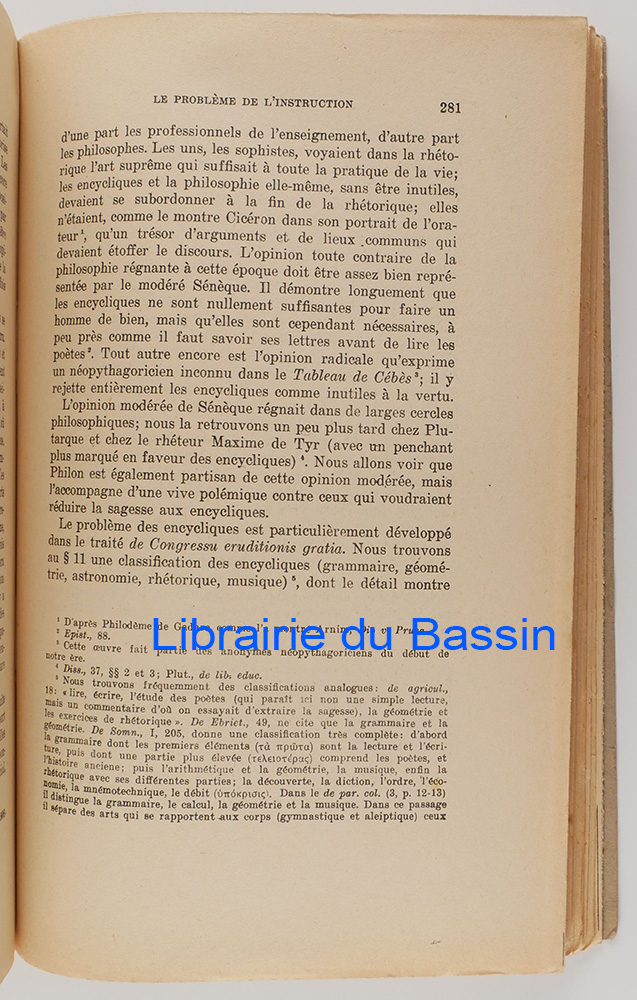 LE PROBLÈME DE L'INSTRUCTION 281
d'une part les professionnels de l'enseignement, d'autre part
les philosophes. Les uns, les sophistes, voyaient dans la rhéto-
rique l'art suprême qui suffisait à toute la pratique de la vie;
les encycliques et la philosophie elle-même, sans être inutiles,
devaient se subordonner à la fin de la rhétorique; elles
n'étaient, comme le montre Cicéron dans son portrait de l'ora-
teur¹, qu'un trésor d'arguments et de lieux communs qui
devaient étoffer le discours. L'opinion toute contraire de la
philosophie régnante à cette époque doit être assez bien repré-
sentée par le modéré Sénèque. Il démontre longuement que
les encycliques ne sont nullement suffisantes pour faire un
homme de bien, mais qu'elles sont cependant nécessaires, à
peu près comme il faut savoir ses lettres avant de lire les
poètes². Tout autre encore est l'opinion radicale qu'exprime
un néopythagoricien inconnu dans le Tableau de Cébès³; il y
rejette entièrement les encycliques comme inutiles à la vertu.
L'opinion modérée de Sénèque régnait dans de larges cercles
philosophiques; nous la retrouvons un peu plus tard chez Plu-
tarque et chez le rhéteur Maxime de Tyr (avec un penchant
plus marqué en faveur des encycliques)⁴. Nous allons voir que
Philon est également partisan de cette opinion modérée, mais
l'accompagne d'une vive polémique contre ceux qui voudraient
réduire la sagesse aux encycliques.
Le problème des encycliques est particulièrement développé
dans le traité de Congressu eruditionis gratia. Nous trouvons
au § 11 une classification des encycliques (grammaire, géomé-
trie, astronomie, rhétorique, musique)⁵, dont le détail montre
¹ D'après Philodème de
² Epist., 88.
Librairie du Bassin
³ Cette œuvre fait partie des anonymes néopythagoriciens du début de
notre ère.
⁴ Diss., 37, §§ 2 et 3; Plut., de lib. educ.
⁵ Nous trouvons fréquemment des classifications analogues: de agricul.,
18: « lire, écrire, l'étude des poètes (qui paraît ici non une simple lecture,
mais un commentaire d'où on essayait d'extraire la sagesse), la géométrie et
les exercices de rhétorique ». De Ebriet., 49, ne cite que la grammaire et la
géométrie. De Somn., I, 205, donne une classification très complète: d'abord
la grammaire dont les premiers éléments (τὰ πρῶτα) sont la lecture et l'écri-
ture, puis dont une partie plus élevée (τελειοτέρας) comprend les poètes, et
l'histoire ancienne; puis l'arithmétique et la géométrie, la musique, enfin la
rhétorique avec ses différentes parties; la découverte, la diction, l'ordre, l'éco-
nomie, la mnémotechnique, le débit (ὑπόκρισις). Dans le de par. col. (3, p. 12-13)
il distingue la grammaire, le calcul, la géométrie et la musique. Dans ce passage
il sépare des arts qui se rapportent aux corps (gymnastique et aleiptique) ceux